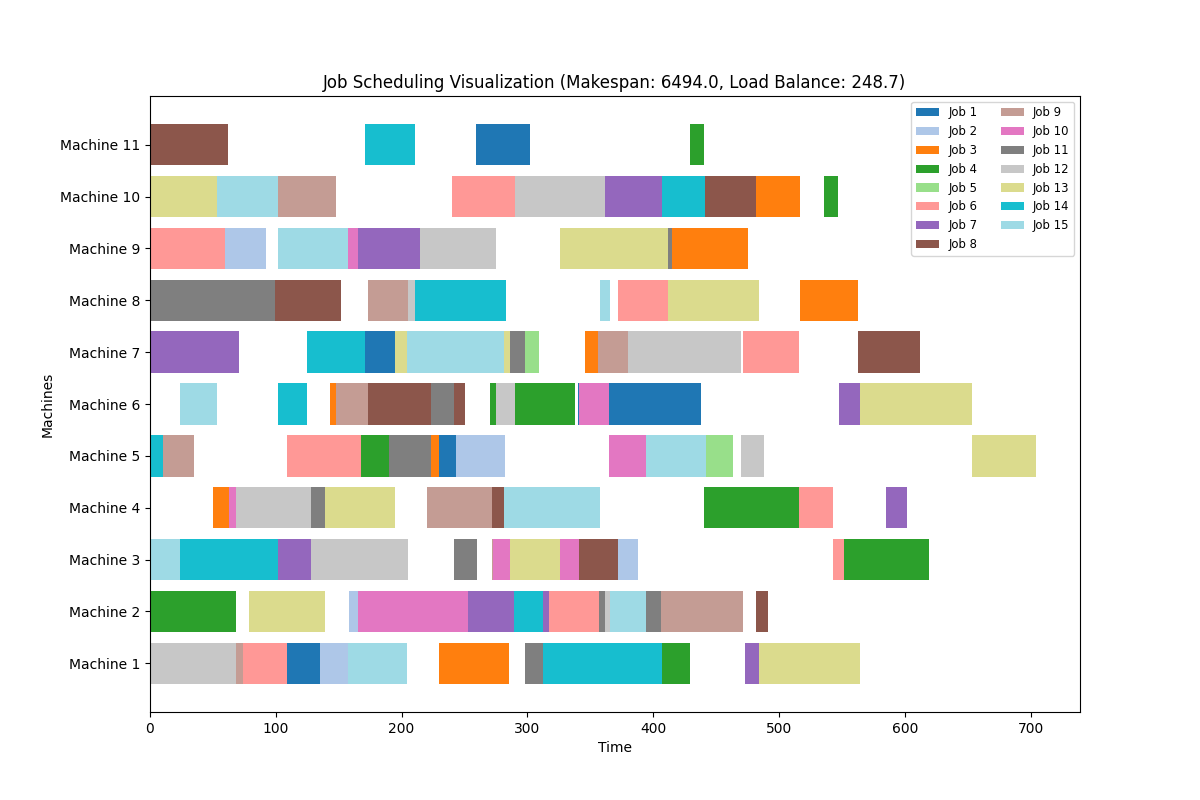 Job Scheduling Visualization (Makespan: 6494.0, Load Balance: 248.7)
Machine 11
Machine 10
Machine 9
Machine 8
Machine 7
Machine 6
Machine 5
Machine 4
Machine 3
Machine 2
Machine 1
Machines
0 100 200 300 400 500 600 700
Time
Job 1
Job 2
Job 3
Job 4
Job 5
Job 6
Job 7
Job 8
Job 9
Job 10
Job 11
Job 12
Job 13
Job 14
Job 15